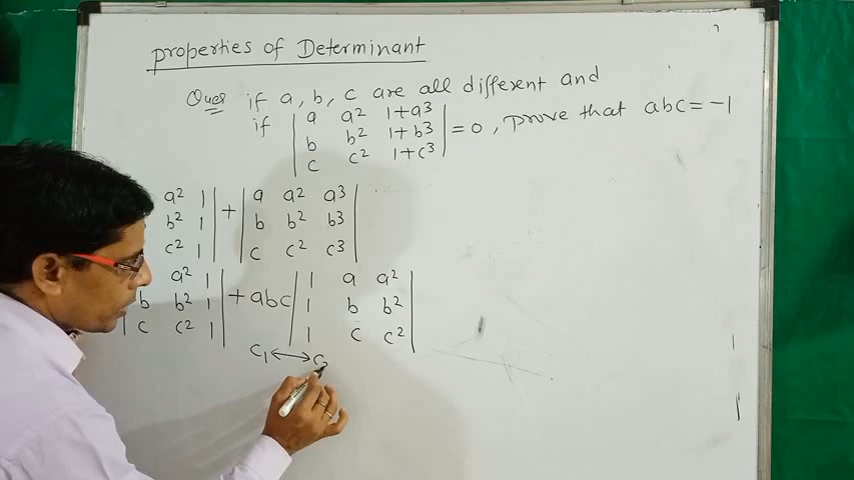 properties of Determinant
Ques if a, b, c are all different and
if | a a² 1+a³ | = 0, prove that abc = -1
| b b² 1+b³ |
| c c² 1+c³ |
a² 1 | + | a a² a³ |
b² 1 | | b b² b³ |
c² 1 | | c c² c³ |
a² 1 | + abc | 1 a a² |
b b² 1 | | 1 b b² |
| c c² 1 | | 1 c c² |
C₁ ↔ C